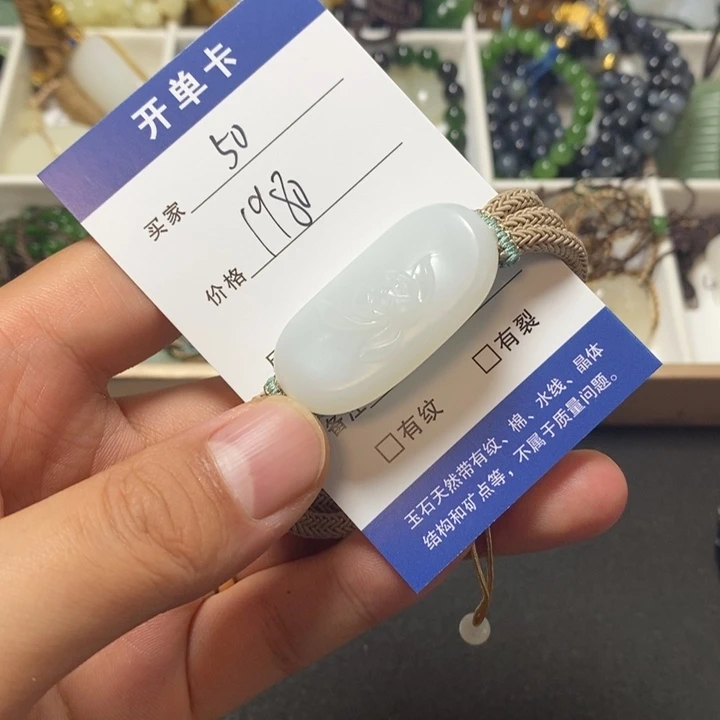 开单卡
买家 50
价格 1980
备注
□有纹 □有裂
玉石天然带有纹、棉、水线、晶体
结构和矿点等，不属于质量问题。